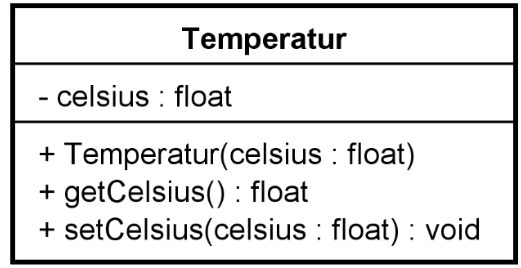 Temperatur
- celsius : float
+ Temperatur(celsius : float)
+ getCelsius() : float
+ setCelsius(celsius : float) : void